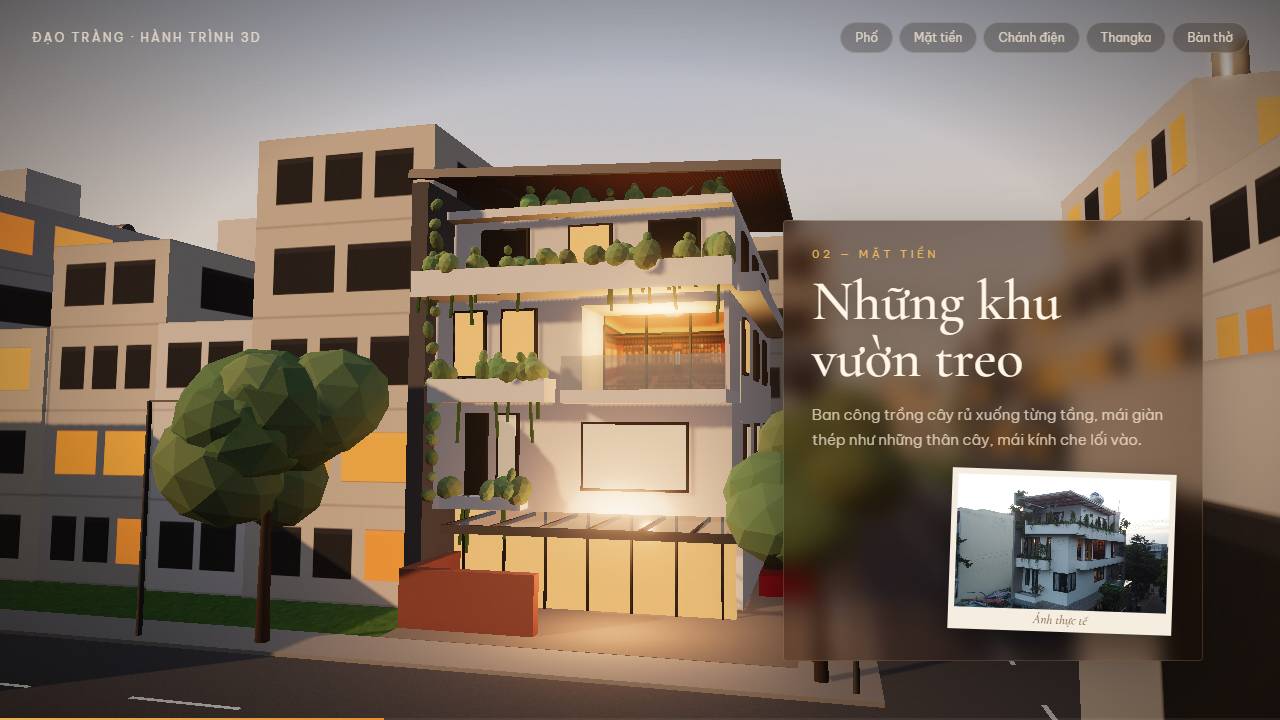 ĐẠO TRÀNG · HÀNH TRÌNH 3D
Phố
Mặt tiền
Chánh điện
Thangka
Bàn thờ
02 — MẶT TIỀN
Những khu
vườn treo
Ban công trồng cây rủ xuống từng tầng, mái giàn
thép như những thân cây, mái kính che lối vào.
Ảnh thực tế